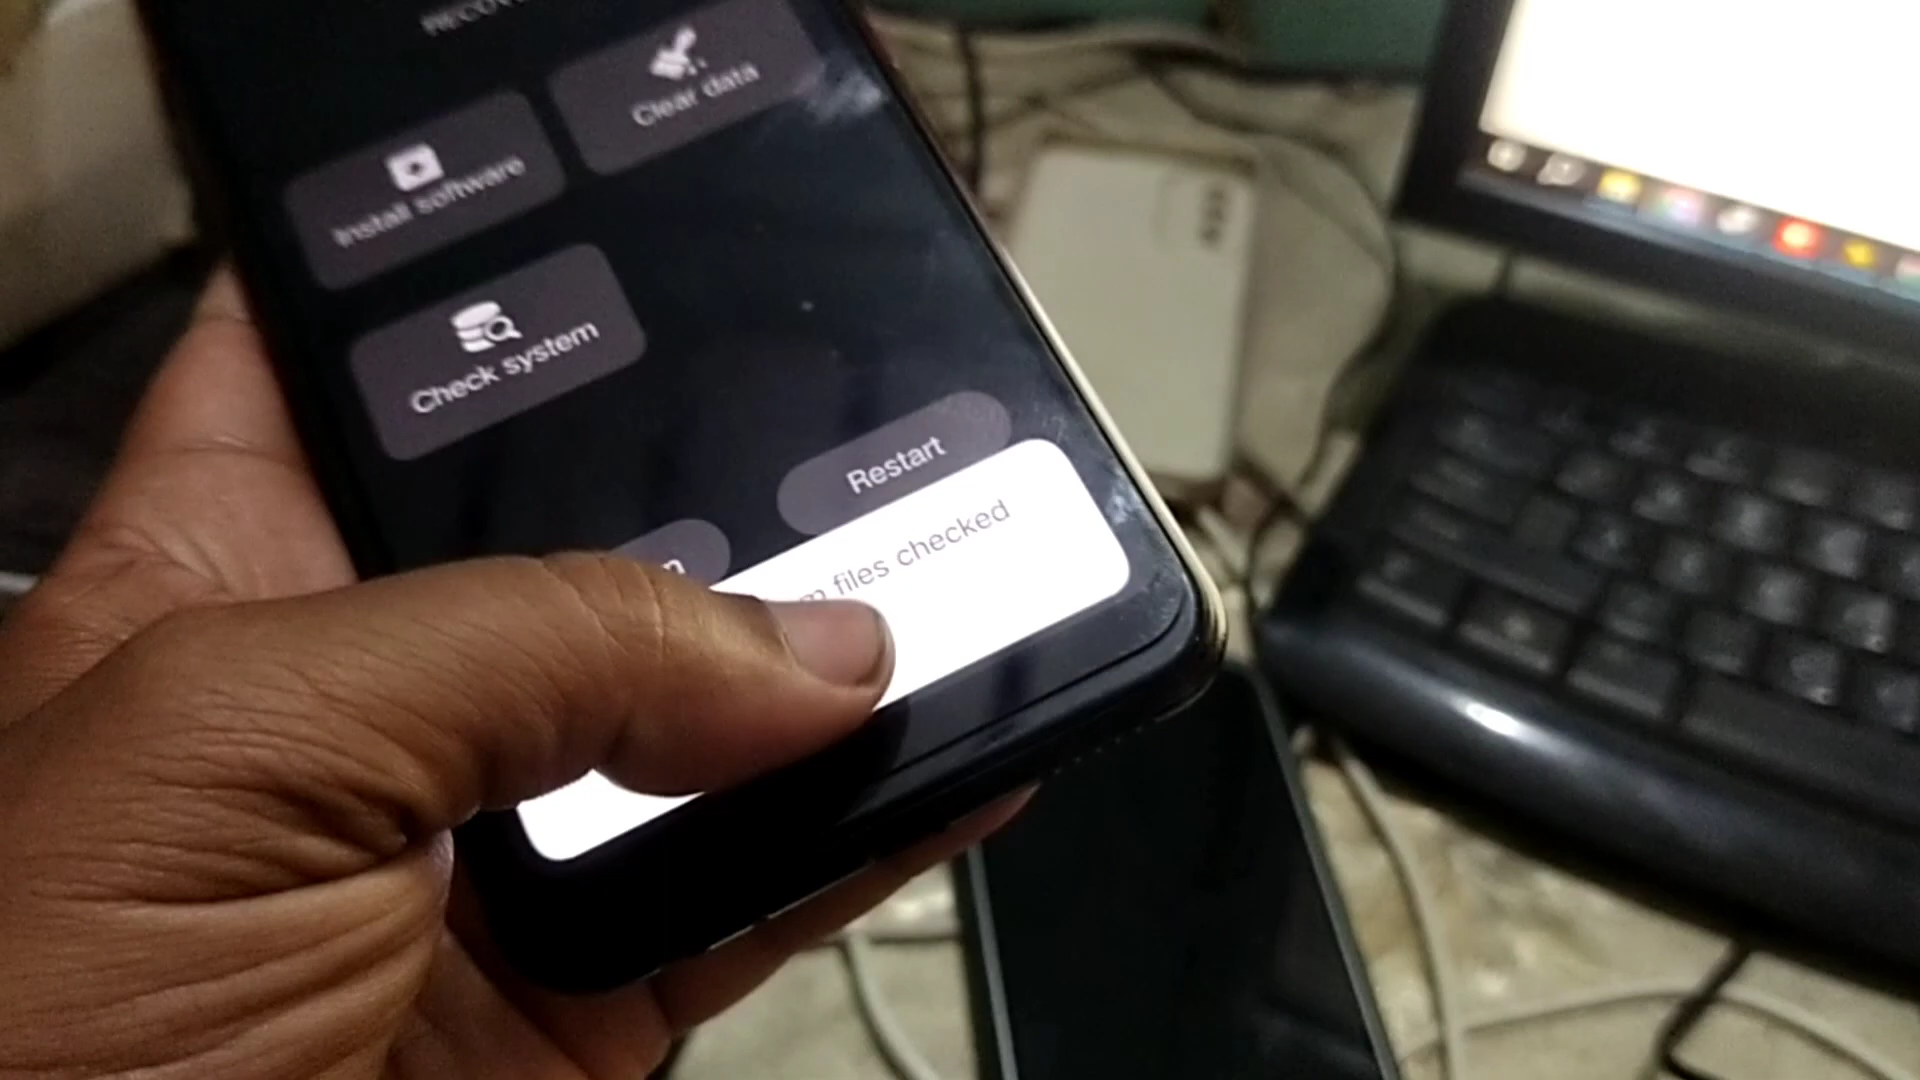 Clear data
Install software
Check system
Restart
files checked